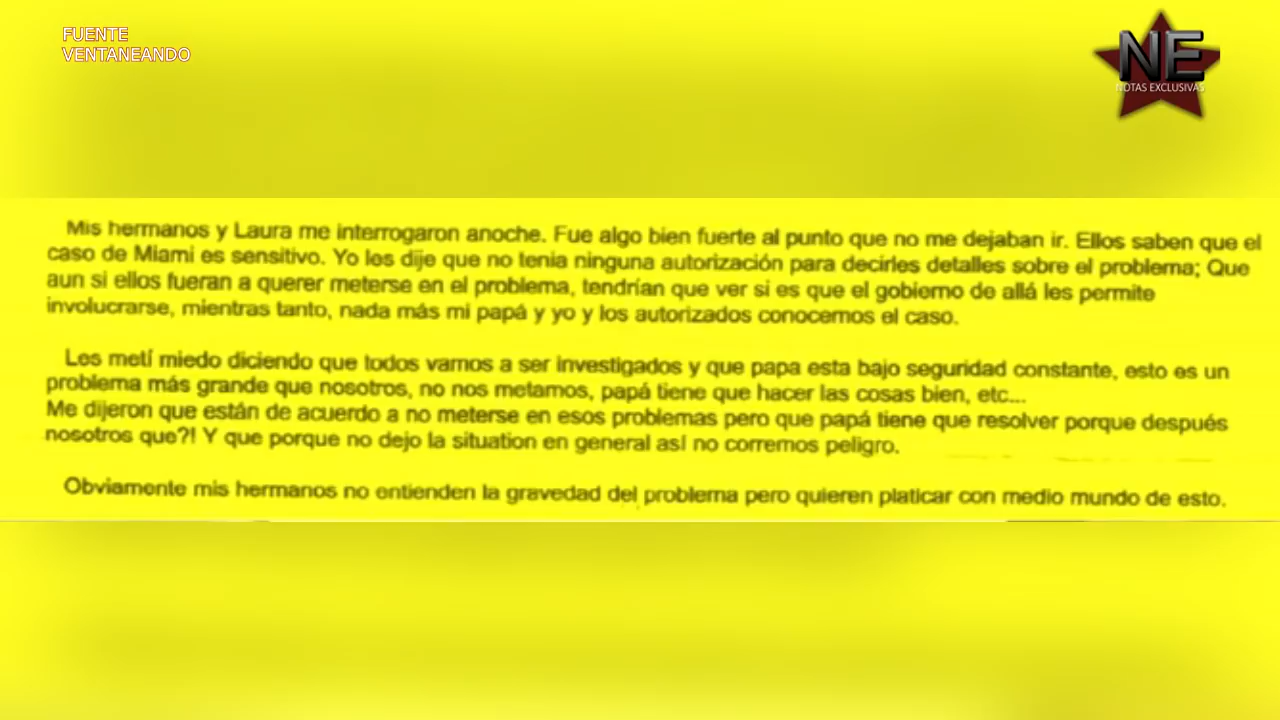 FUENTE
VENTANEANDO
NE
NOTAS EXCLUSIVAS
Mis hermanos y Laura me interrogaron anoche. Fue algo bien fuerte al punto que no me dejaban ir. Ellos saben que el
caso de Miami es sensitivo. Yo les dije que no tenia ninguna autorización para decirles detalles sobre el problema; Que
aun si ellos fueran a querer meterse en el problema, tendrían que ver si es que el gobierno de allá les permite
involucrarse, mientras tanto, nada más mi papá y yo y los autorizados conocemos el caso.
Les metí miedo diciendo que todos vamos a ser investigados y que papa esta bajo seguridad constante, esto es un
problema más grande que nosotros, no nos metamos, papá tiene que hacer las cosas bien, etc...
Me dijeron que están de acuerdo a no meterse en esos problemas pero que papá tiene que resolver porque después
nosotros que?! Y que porque no dejo la situation en general así no corremos peligro.
Obviamente mis hermanos no entienden la gravedad del problema pero quieren platicar con medio mundo de esto.